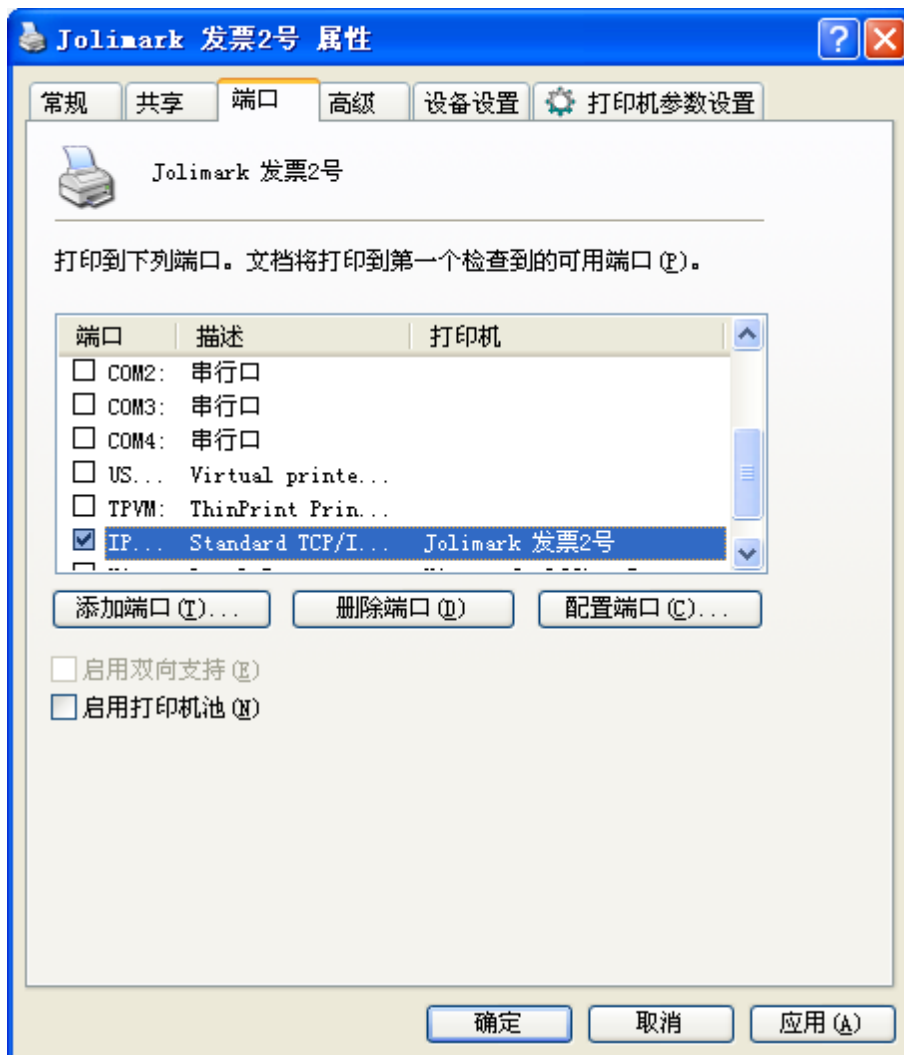 Jolimark 发票2号 属性
常规 共享 端口 高级 设备设置 打印机参数设置
Jolimark 发票2号
打印到下列端口。文档将打印到第一个检查到的可用端口(P)。
端口 描述 打印机
COM2: 串行口
COM3: 串行口
COM4: 串行口
US... Virtual printe...
TPVM: ThinPrint Prin...
IP... Standard TCP/I... Jolimark 发票2号
添加端口(T)... 删除端口(D) 配置端口(C)...
启用双向支持(E)
启用打印机池(N)
确定 取消 应用(A)